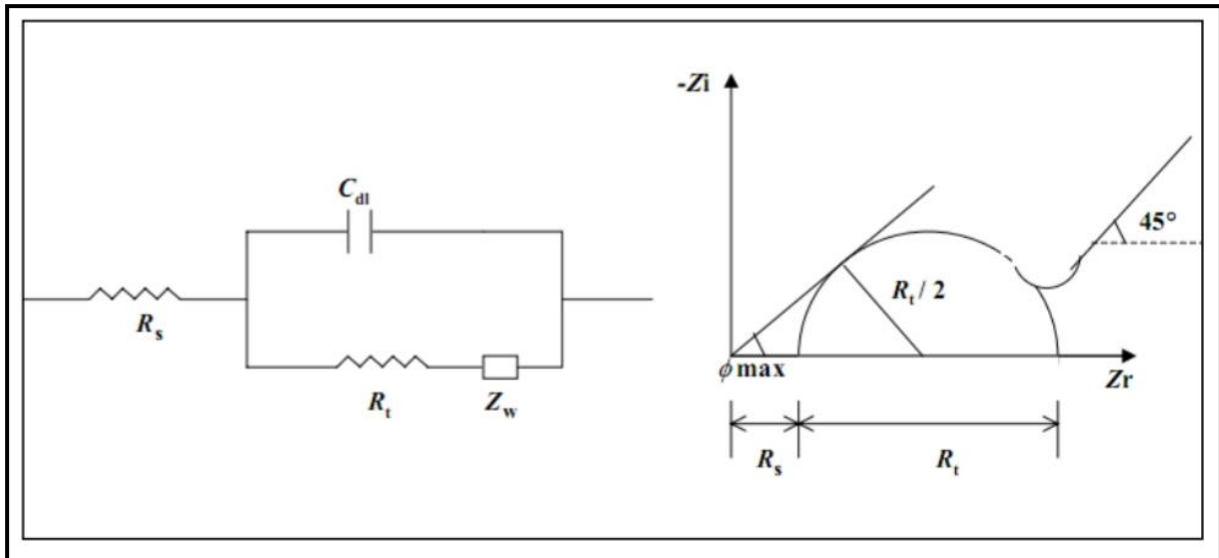 C_dl
R_s
R_t
Z_w
-Zi
45°
R_t / 2
ϕ max
Zr
R_s
R_t